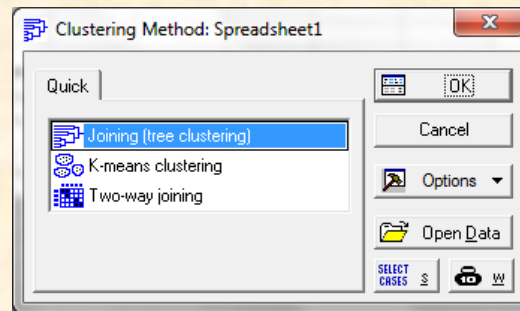 Clustering Method: Spreadsheet1
x
Quick
OK
Joining (tree clustering)
Cancel
K-means clustering
Two-way joining
Options
Open Data
SELECT
CASES S
W